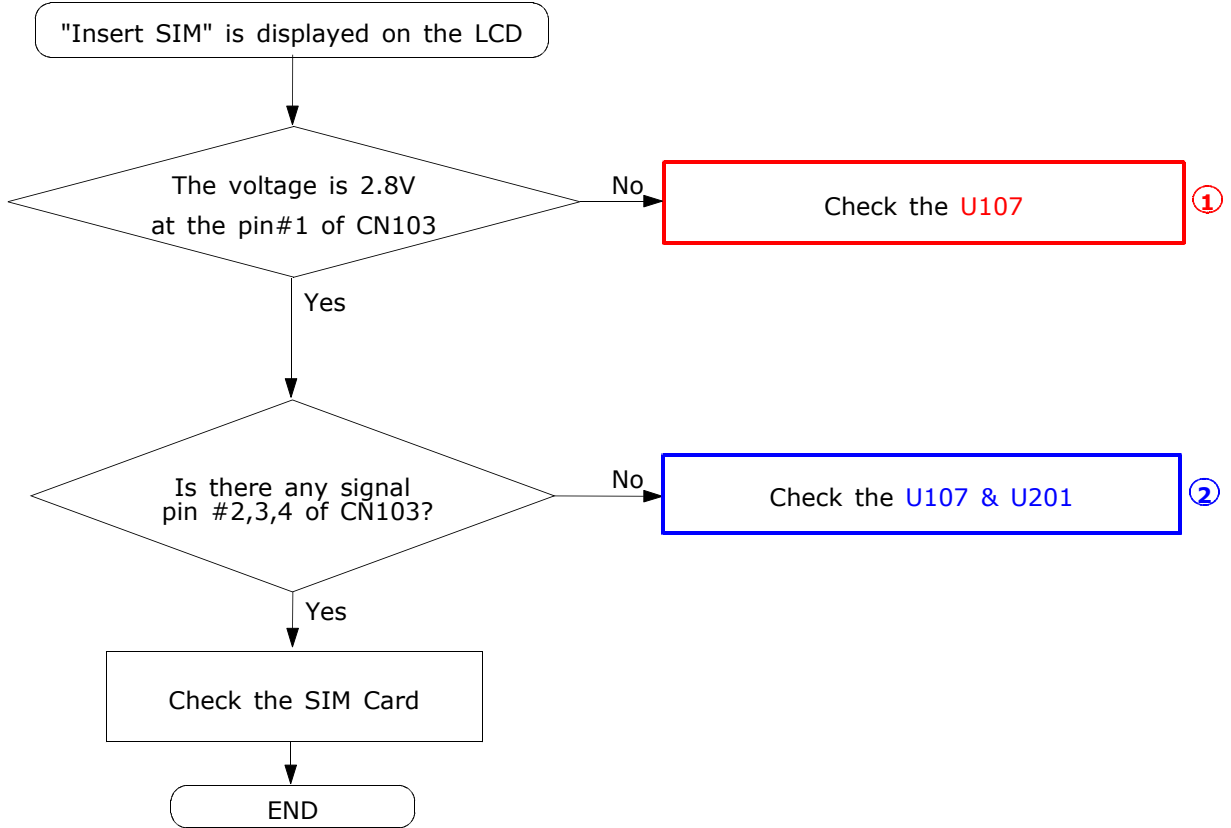 "Insert SIM" is displayed on the LCD
The voltage is 2.8V
at the pin#1 of CN103
No
Check the U107
1
Yes
Is there any signal
pin #2,3,4 of CN103?
No
Check the U107 & U201
2
Yes
Check the SIM Card
END